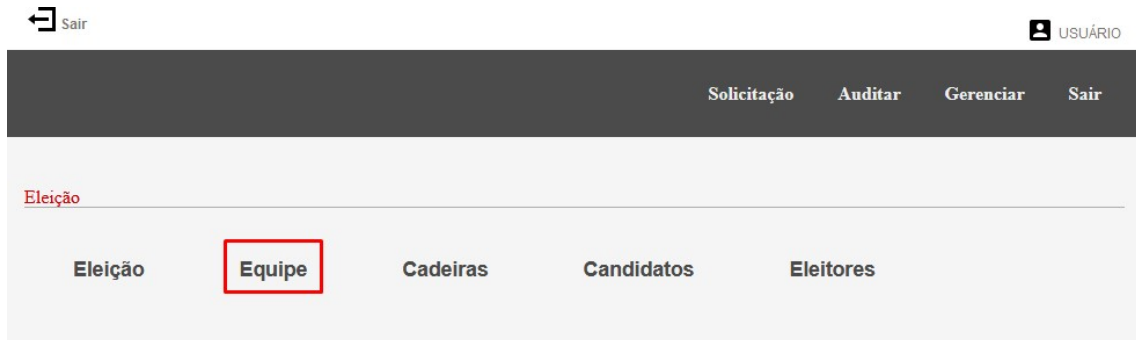 Sair
USUÁRIO
Solicitação Auditar Gerenciar Sair
Eleição
Eleição Equipe Cadeiras Candidatos Eleitores